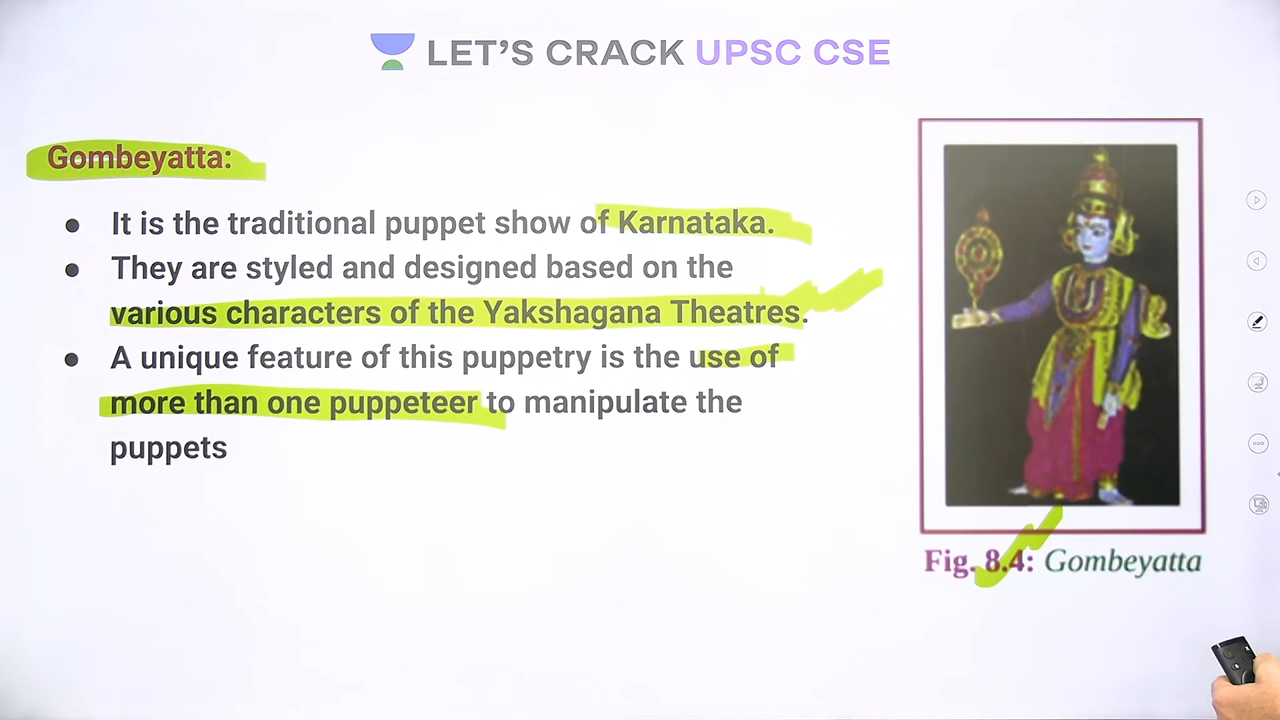 LET'S CRACK UPSC CSE
Gombeyatta:
● It is the traditional puppet show of Karnataka.
● They are styled and designed based on the
various characters of the Yakshagana Theatres.
● A unique feature of this puppetry is the use of
more than one puppeteer to manipulate the
puppets
Fig. 8.4: Gombeyatta